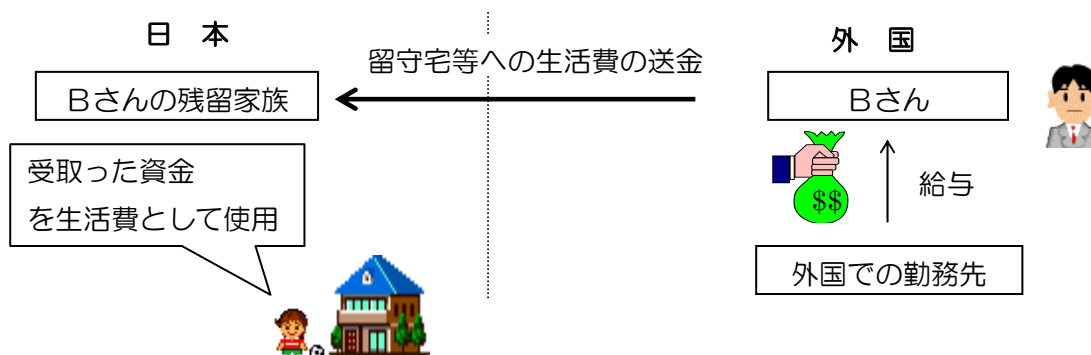 日 本
外 国
留守宅等への生活費の送金
Bさんの残留家族
Bさん
受取った資金
を生活費として使用
$$
給与
外国での勤務先